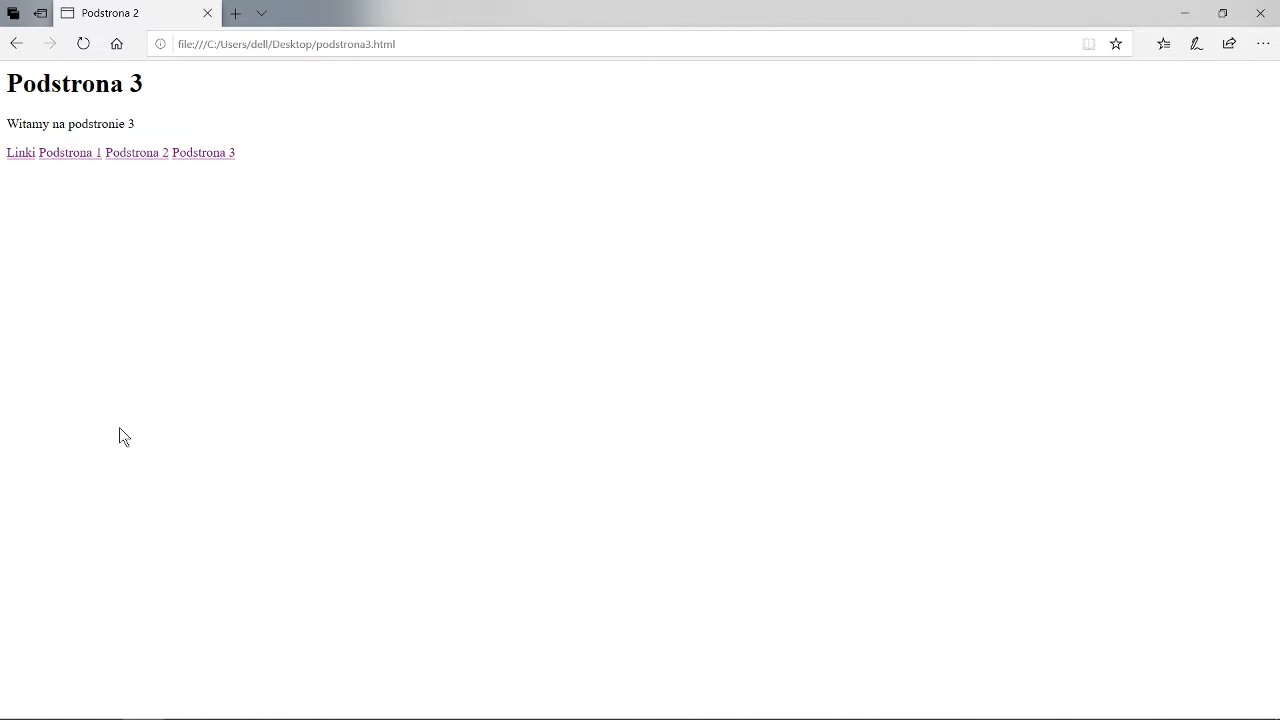 Podstrona 2
file:///C:/Users/dell/Desktop/podstrona3.html
Podstrona 3
Witamy na podstronie 3
Linki Podstrona 1 Podstrona 2 Podstrona 3